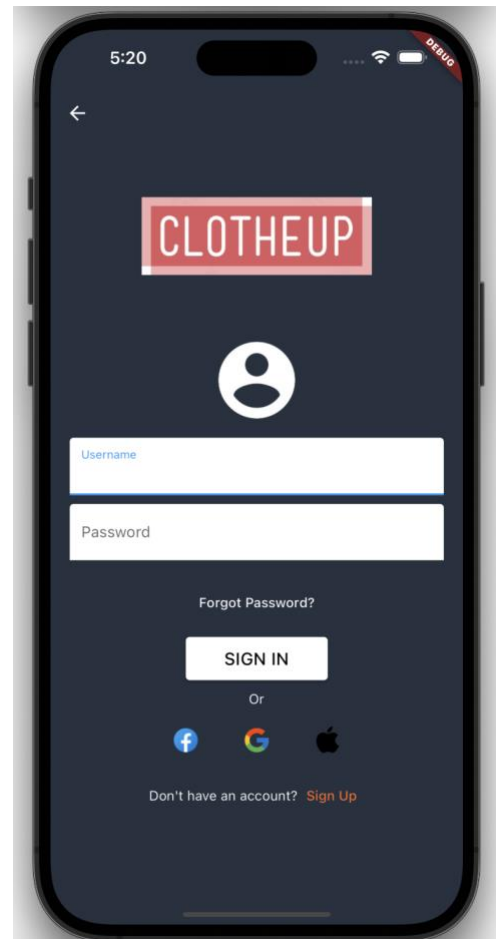 5:20
DEBUG
CLOTHEUP
Username
Password
Forgot Password?
SIGN IN
Or
Don't have an account? Sign Up